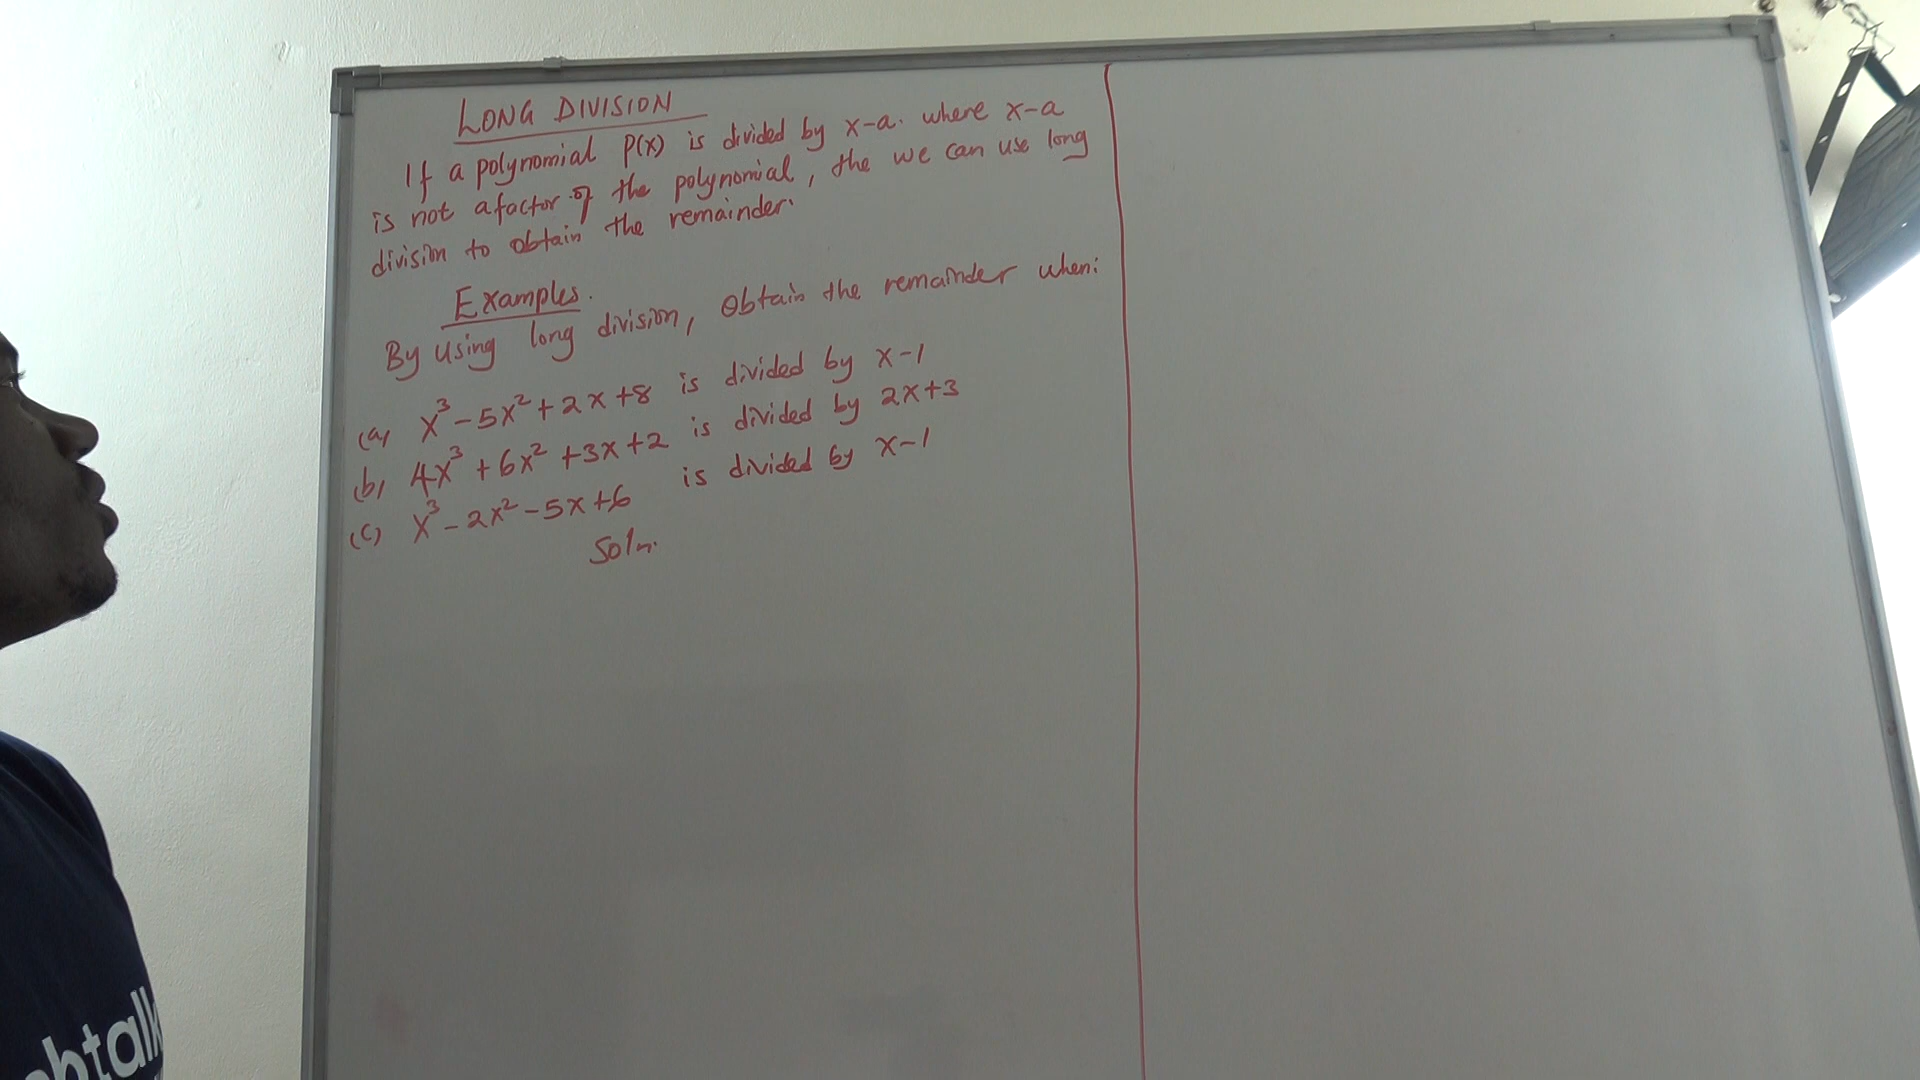 LONG DIVISION
If a polynomial P(x) is divided by x-a. where x-a
is not a factor of the polynomial, the we can use long
division to obtain the remainder.
Examples.
By using long division, obtain the remainder when:
(a) x³-5x²+2x+8 is divided by x-1
(b) 4x³+6x²+3x+2 is divided by 2x+3
(c) x³-2x²-5x+6 is divided by x-1
Soln.